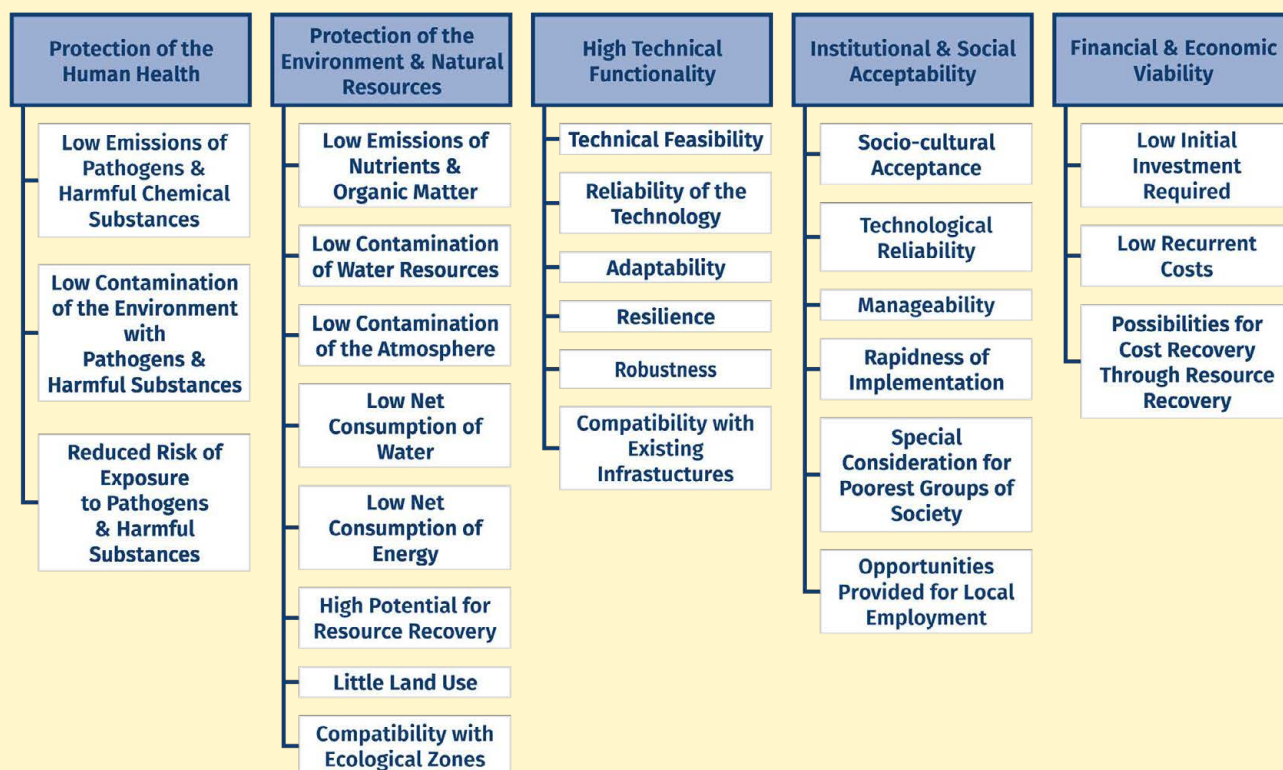 Protection of the
Human Health
Low Emissions of
Pathogens &
Harmful Chemical
Substances
Low Contamination
of the Environment
with
Pathogens &
Harmful Substances
Reduced Risk of
Exposure
to Pathogens
& Harmful
Substances
Protection of the
Environment & Natural
Resources
Low Emissions of
Nutrients &
Organic Matter
Low Contamination
of Water Resources
Low Contamination
of the Atmosphere
Low Net
Consumption of
Water
Low Net
Consumption of
Energy
High Potential for
Resource Recovery
Little Land Use
Compatibility with
Ecological Zones
High Technical
Functionality
Technical Feasibility
Reliability of the
Technology
Adaptability
Resilience
Robustness
Compatibility with
Existing
Infrastuctures
Institutional & Social
Acceptability
Socio-cultural
Acceptance
Technological
Reliability
Manageability
Rapidness of
Implementation
Special
Consideration for
Poorest Groups of
Society
Opportunities
Provided for Local
Employment
Financial & Economic
Viability
Low Initial
Investment
Required
Low Recurrent
Costs
Possibilities for
Cost Recovery
Through Resource
Recovery